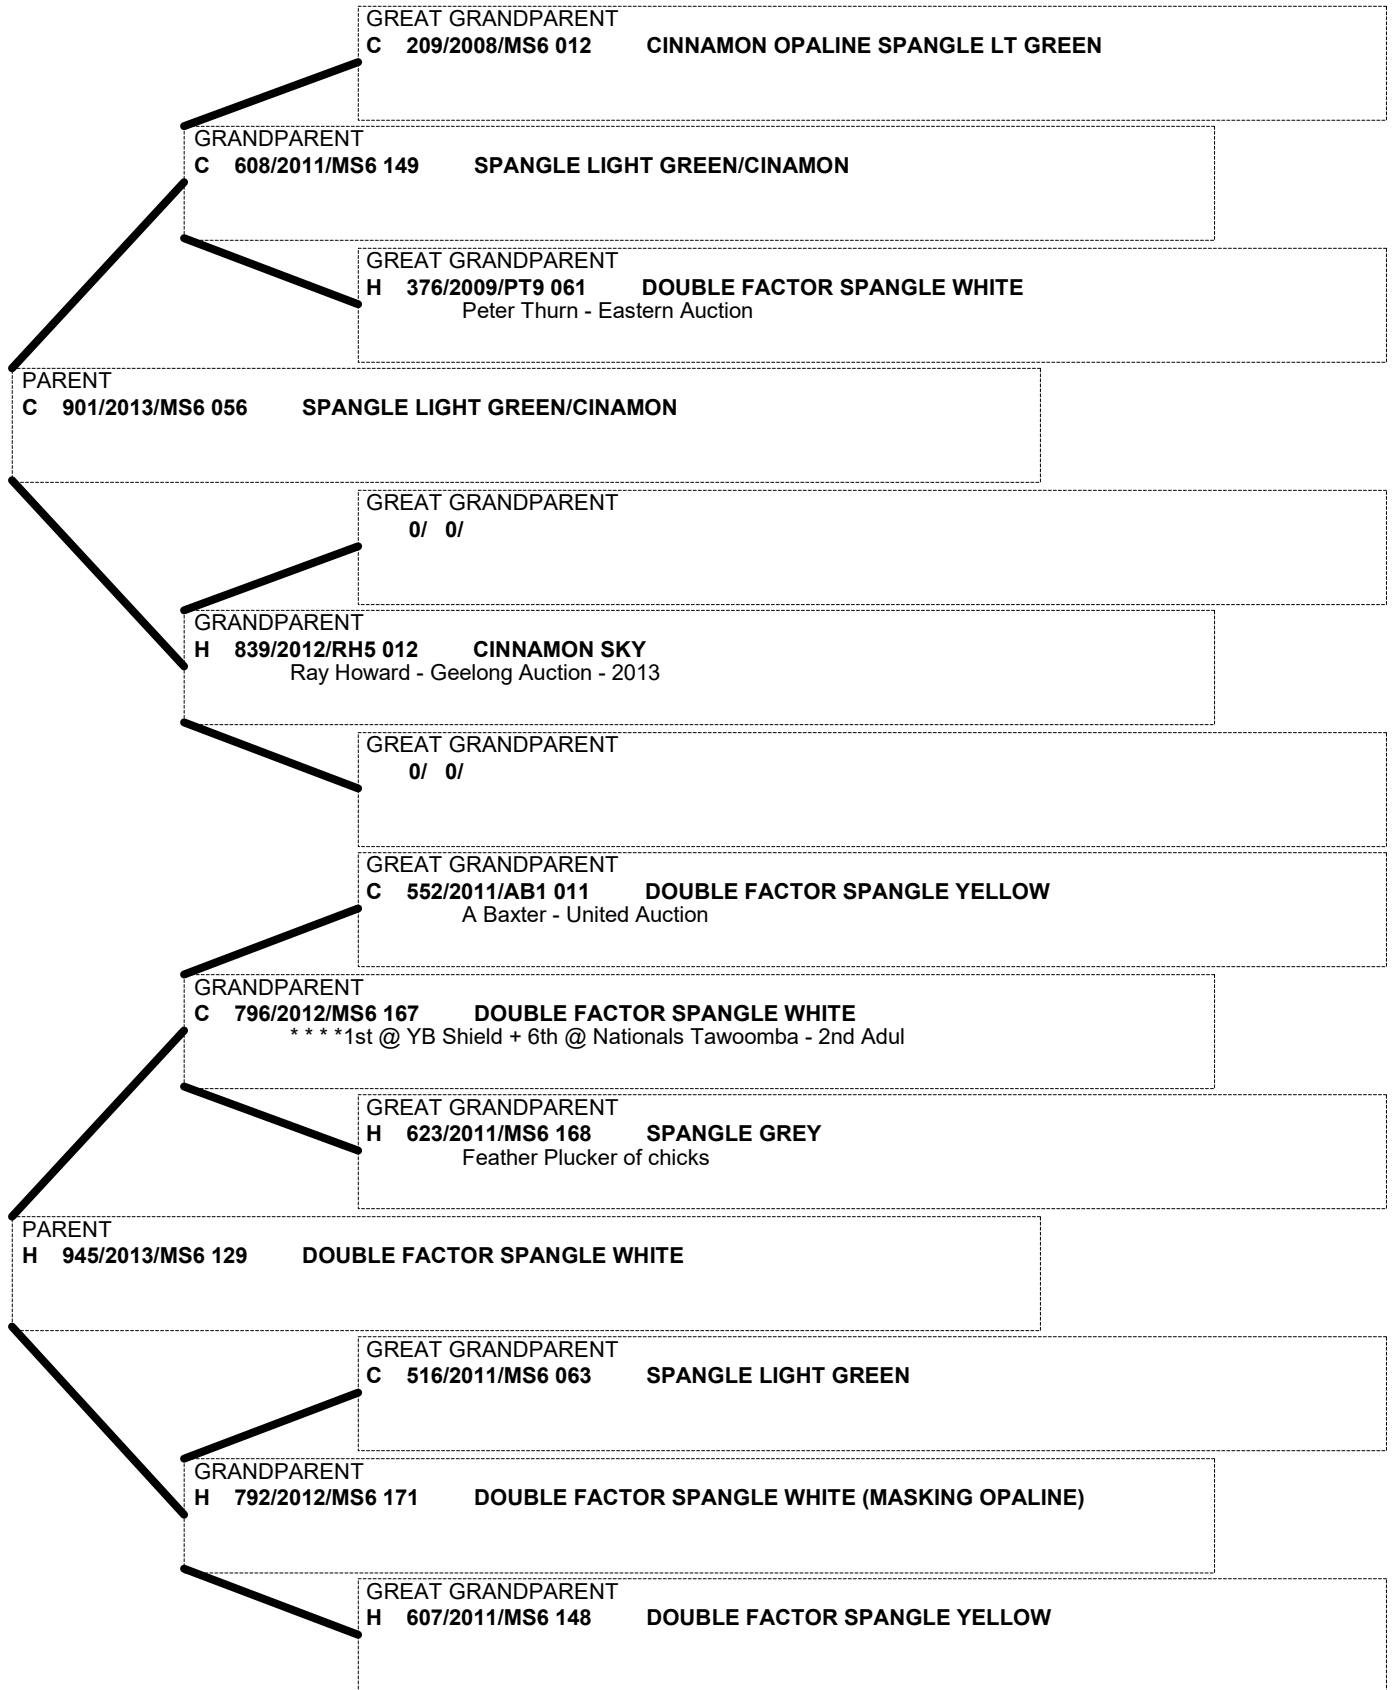 GREAT GRANDPARENT
C 209/2008/MS6 012 CINNAMON OPALINE SPANGLE LT GREEN
GRANDPARENT
C 608/2011/MS6 149 SPANGLE LIGHT GREEN/CINAMON
GREAT GRANDPARENT
H 376/2009/PT9 061 DOUBLE FACTOR SPANGLE WHITE
Peter Thurn - Eastern Auction
PARENT
C 901/2013/MS6 056 SPANGLE LIGHT GREEN/CINAMON
GREAT GRANDPARENT
0/ 0/
GRANDPARENT
H 839/2012/RH5 012 CINNAMON SKY
Ray Howard - Geelong Auction - 2013
GREAT GRANDPARENT
0/ 0/
GREAT GRANDPARENT
C 552/2011/AB1 011 DOUBLE FACTOR SPANGLE YELLOW
A Baxter - United Auction
GRANDPARENT
C 796/2012/MS6 167 DOUBLE FACTOR SPANGLE WHITE
* * * *1st @ YB Shield + 6th @ Nationals Tawoomba - 2nd Adul
GREAT GRANDPARENT
H 623/2011/MS6 168 SPANGLE GREY
Feather Plucker of chicks
PARENT
H 945/2013/MS6 129 DOUBLE FACTOR SPANGLE WHITE
GREAT GRANDPARENT
C 516/2011/MS6 063 SPANGLE LIGHT GREEN
GRANDPARENT
H 792/2012/MS6 171 DOUBLE FACTOR SPANGLE WHITE (MASKING OPALINE)
GREAT GRANDPARENT
H 607/2011/MS6 148 DOUBLE FACTOR SPANGLE YELLOW